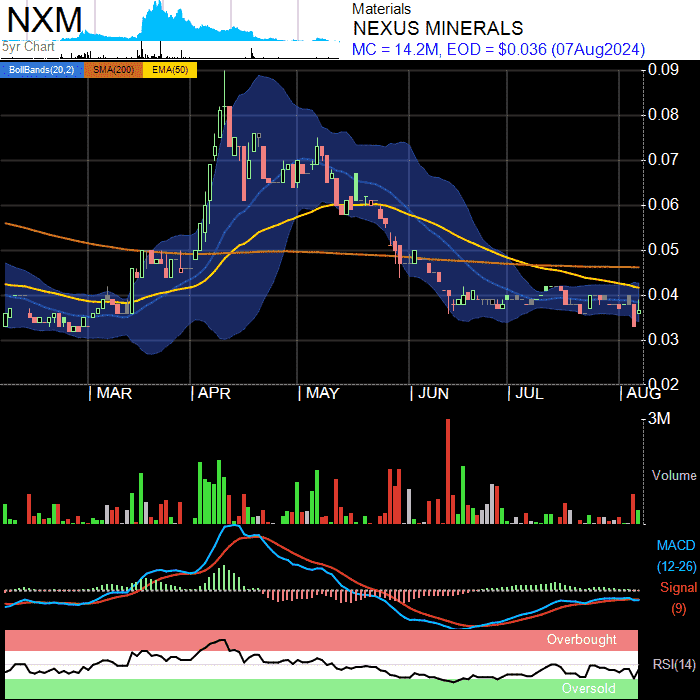 NXM
Materials
NEXUS MINERALS
5yr Chart
MC = 14.2M, EOD = $0.036 (07Aug2024)
BollBands(20,2) SMA(200) EMA(50)
0.09
0.08
0.07
0.06
0.05
0.04
0.03
0.02
MAR APR MAY JUN JUL AUG
3M
Volume
MACD
(12-26)
Signal
(9)
Overbought
RSI(14)
Oversold